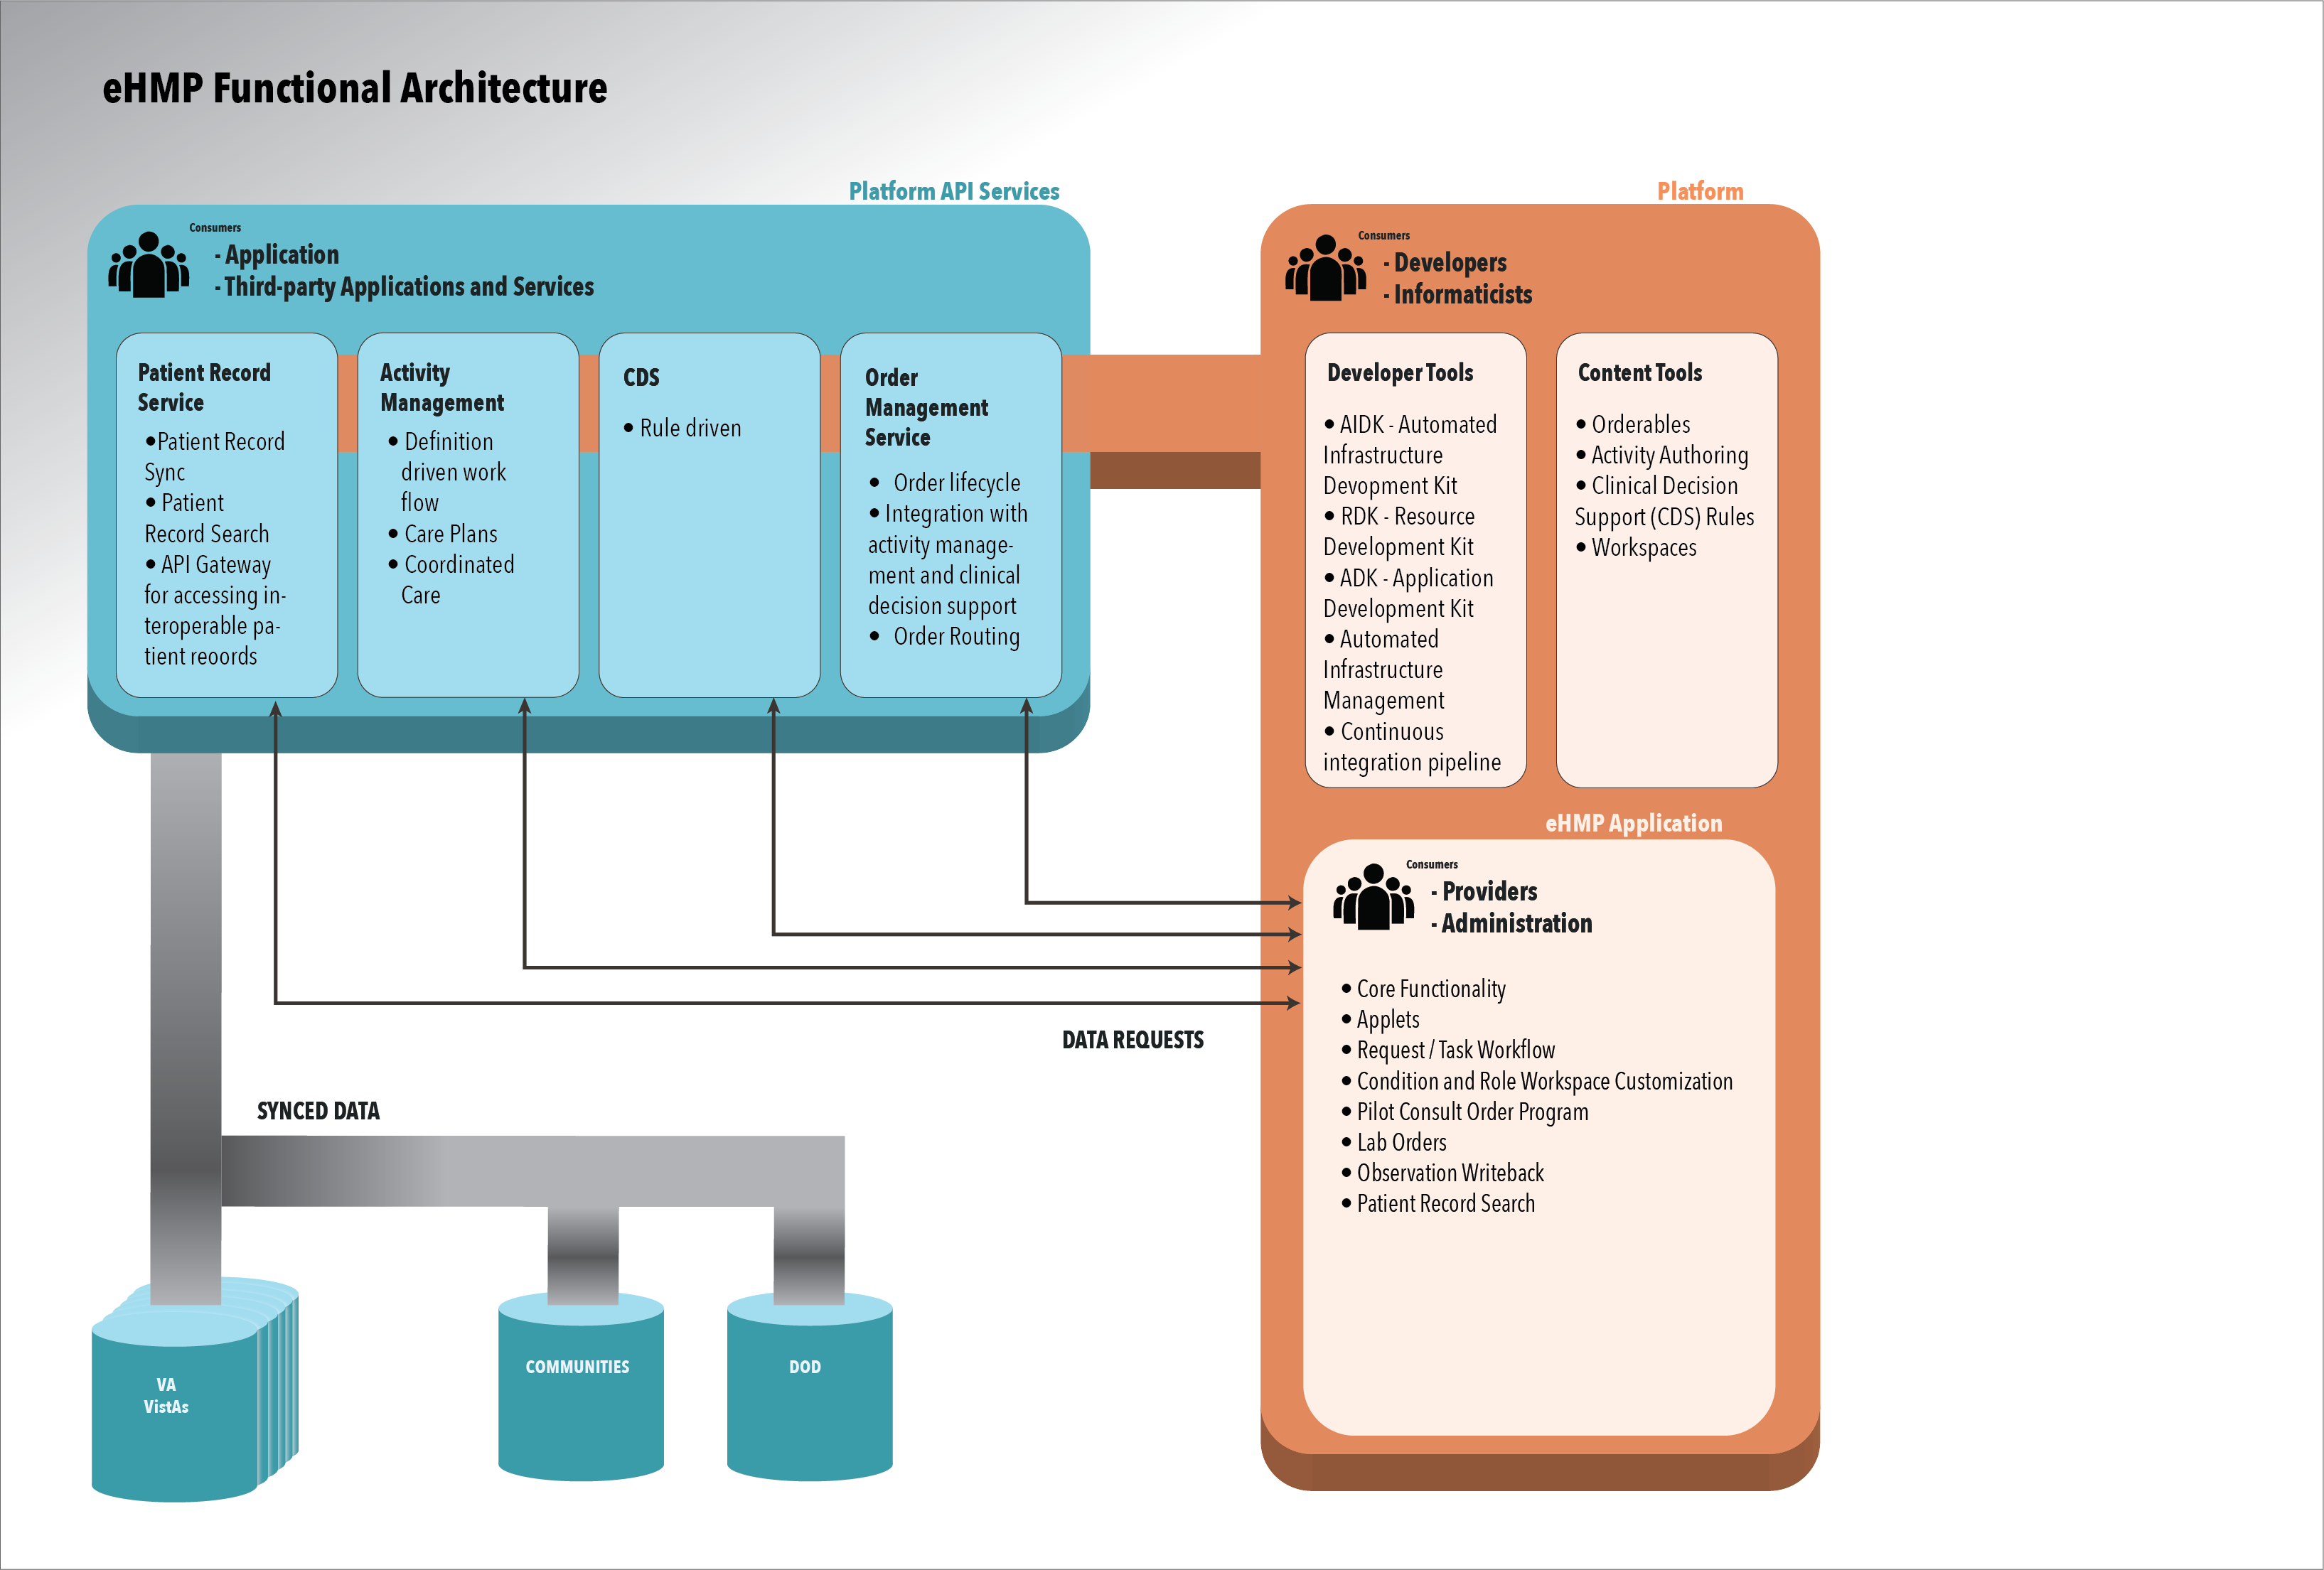 eHMP Functional Architecture
Platform API Services
Consumers
- Application
- Third-party Applications and Services
Patient Record
Service
•Patient Record
Sync
• Patient
Record Search
• API Gateway
for accessing in-
teroperable pa-
tient reoords
Activity
Management
• Definition
driven work
flow
• Care Plans
• Coordinated
Care
CDS
• Rule driven
Order
Management
Service
• Order lifecycle
• Integration with
activity manage-
ment and clinical
decision support
• Order Routing
Platform
Consumers
- Developers
- Informaticists
Developer Tools
• AIDK - Automated
Infrastructure
Devopment Kit
• RDK - Resource
Development Kit
• ADK - Application
Development Kit
• Automated
Infrastructure
Management
• Continuous
integration pipeline
Content Tools
• Orderables
• Activity Authoring
• Clinical Decision
Support (CDS) Rules
• Workspaces
eHMP Application
Consumers
- Providers
- Administration
• Core Functionality
• Applets
• Request / Task Workflow
• Condition and Role Workspace Customization
• Pilot Consult Order Program
• Lab Orders
• Observation Writeback
• Patient Record Search
DATA REQUESTS
SYNCED DATA
VA
VistAs
COMMUNITIES
DOD